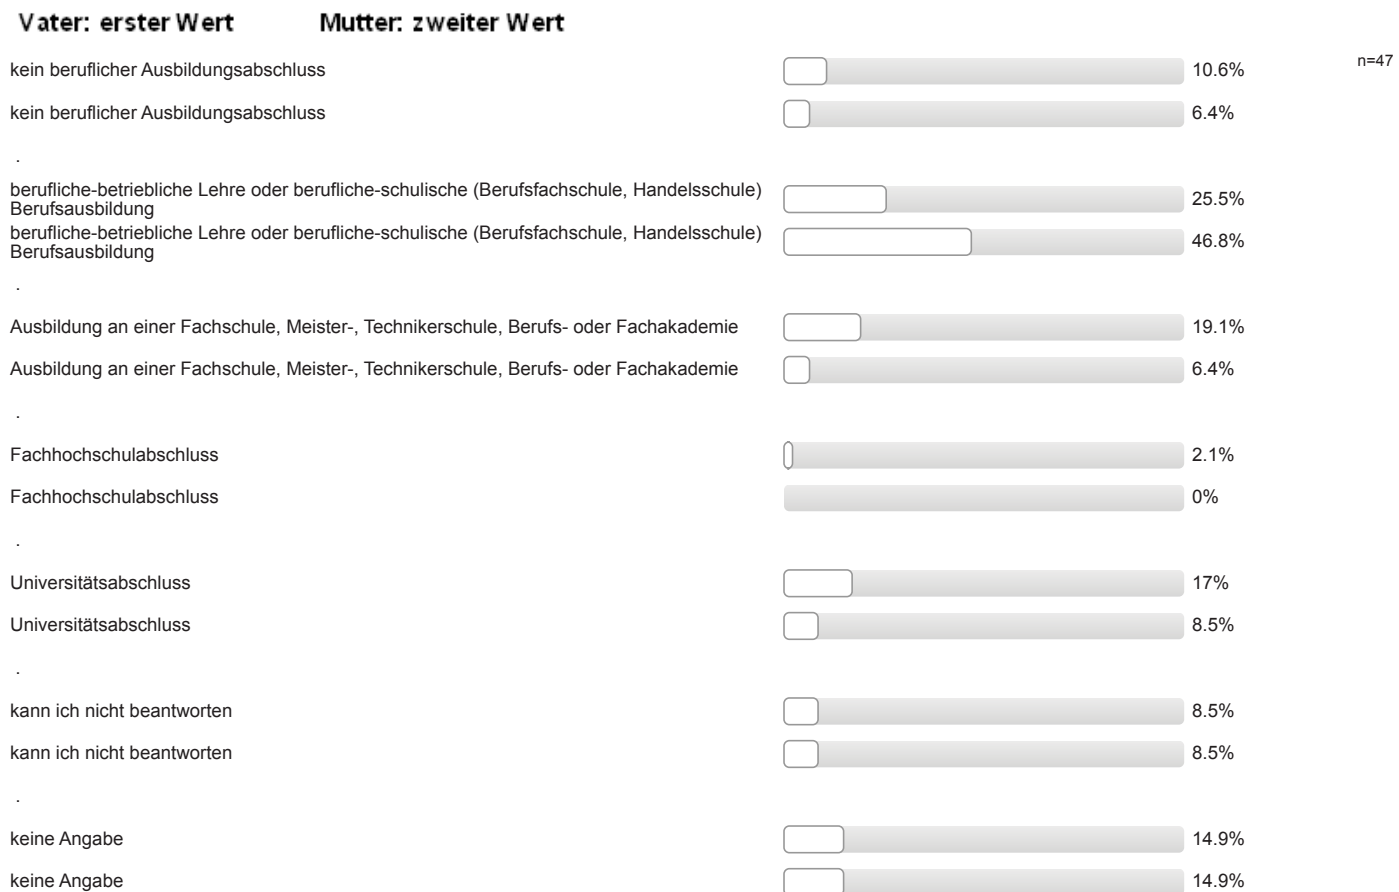 Vater: erster Wert Mutter: zweiter Wert
kein beruflicher Ausbildungsabschluss 10.6% n=47
kein beruflicher Ausbildungsabschluss 6.4%
.
berufliche-betriebliche Lehre oder berufliche-schulische (Berufsfachschule, Handelsschule)
Berufsausbildung 25.5%
berufliche-betriebliche Lehre oder berufliche-schulische (Berufsfachschule, Handelsschule)
Berufsausbildung 46.8%
.
Ausbildung an einer Fachschule, Meister-, Technikerschule, Berufs- oder Fachakademie 19.1%
Ausbildung an einer Fachschule, Meister-, Technikerschule, Berufs- oder Fachakademie 6.4%
.
Fachhochschulabschluss 2.1%
Fachhochschulabschluss 0%
.
Universitätsabschluss 17%
Universitätsabschluss 8.5%
.
kann ich nicht beantworten 8.5%
kann ich nicht beantworten 8.5%
.
keine Angabe 14.9%
keine Angabe 14.9%